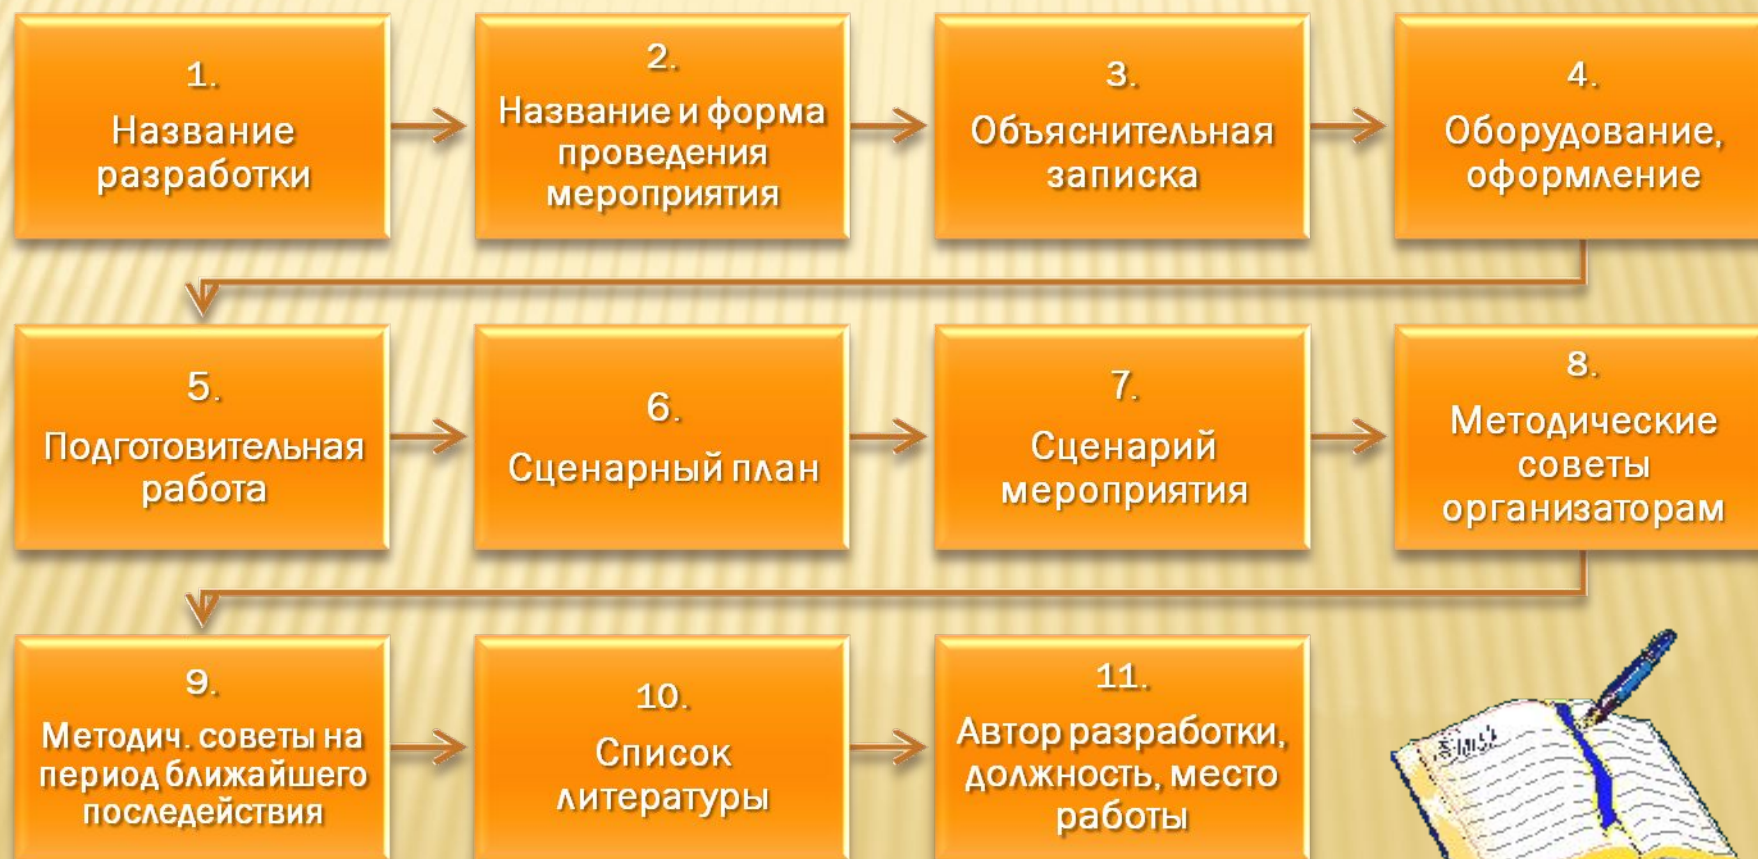 1.
Название
разработки
2.
Название и форма
проведения
мероприятия
3.
Объяснительная
записка
4.
Оборудование,
оформление
5.
Подготовительная
работа
6.
Сценарный план
7.
Сценарий
мероприятия
8.
Методические
советы
организаторам
9.
Методич. советы на
период ближайшего
последействия
10.
Список
литературы
11.
Автор разработки,
должность, место
работы